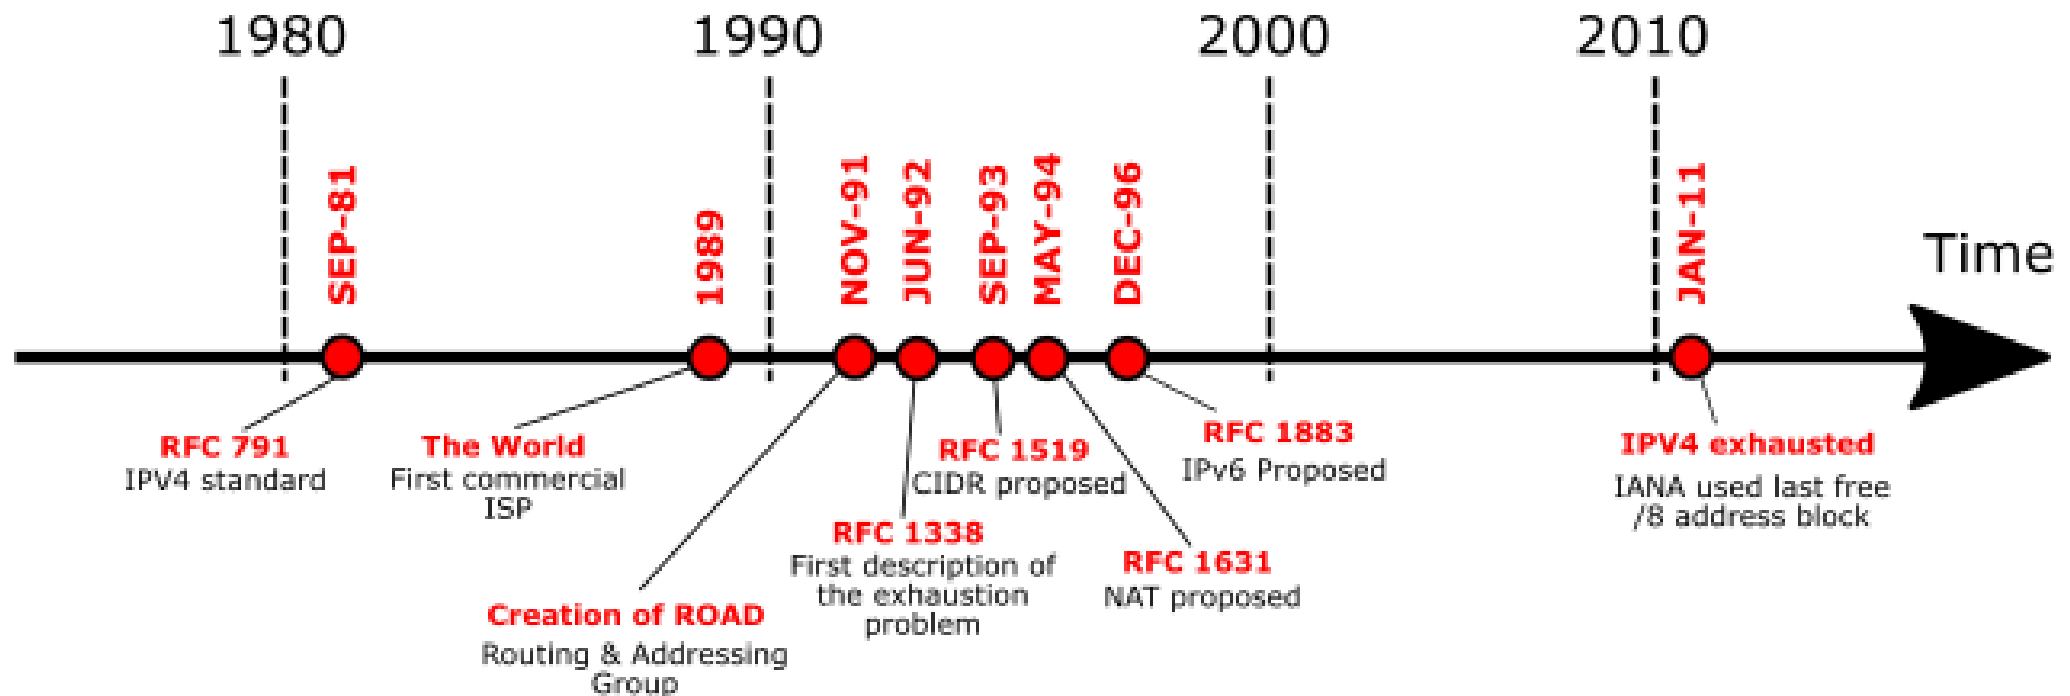 1980
1990
2000
2010
SEP-81
1989
NOV-91
JUN-92
SEP-93
MAY-94
DEC-96
JAN-11
Time
RFC 791
IPV4 standard
The World
First commercial
ISP
Creation of ROAD
Routing & Addressing
Group
RFC 1338
First description of
the exhaustion
problem
RFC 1519
CIDR proposed
RFC 1631
NAT proposed
RFC 1883
IPv6 Proposed
IPV4 exhausted
IANA used last free
/8 address block